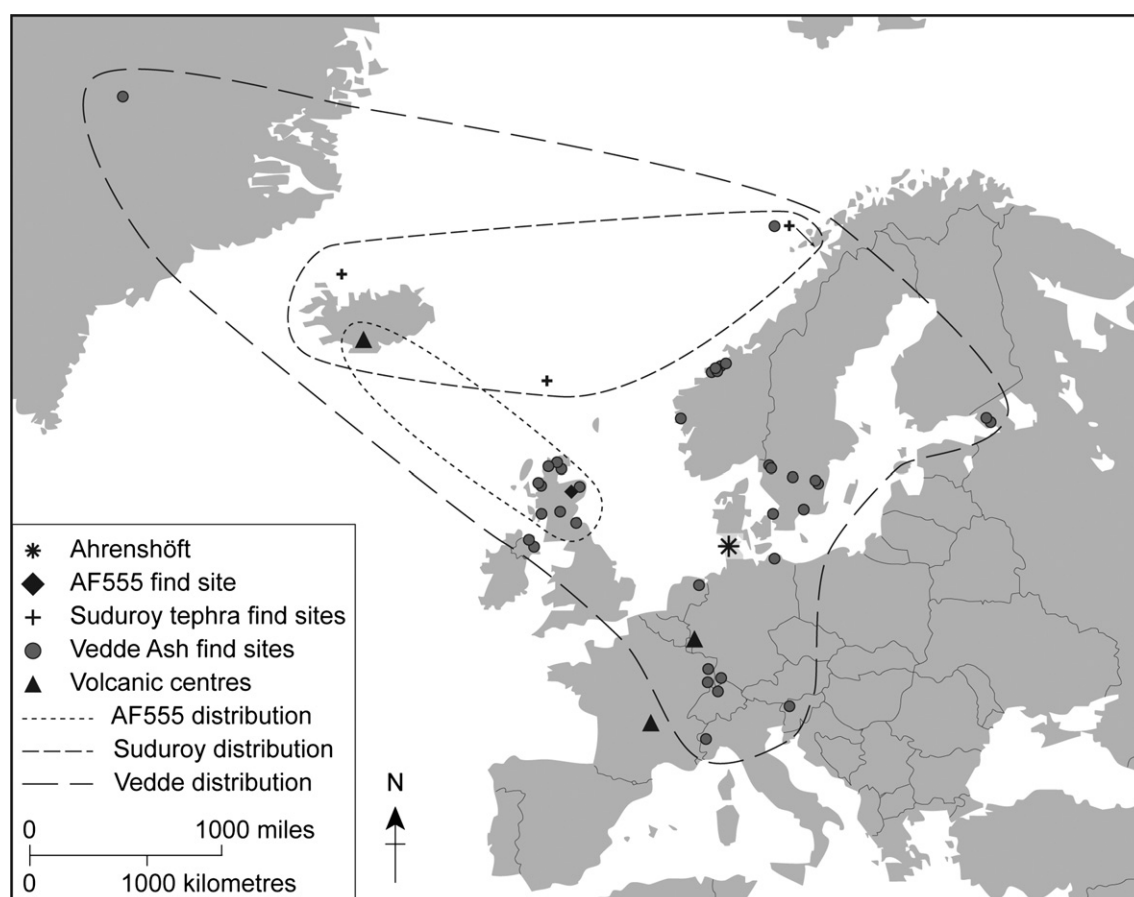 Ahrenshöft
AF555 find site
Suduroy tephra find sites
Vedde Ash find sites
Volcanic centres
AF555 distribution
Suduroy distribution
Vedde distribution
0 1000 miles
0 1000 kilometres
N